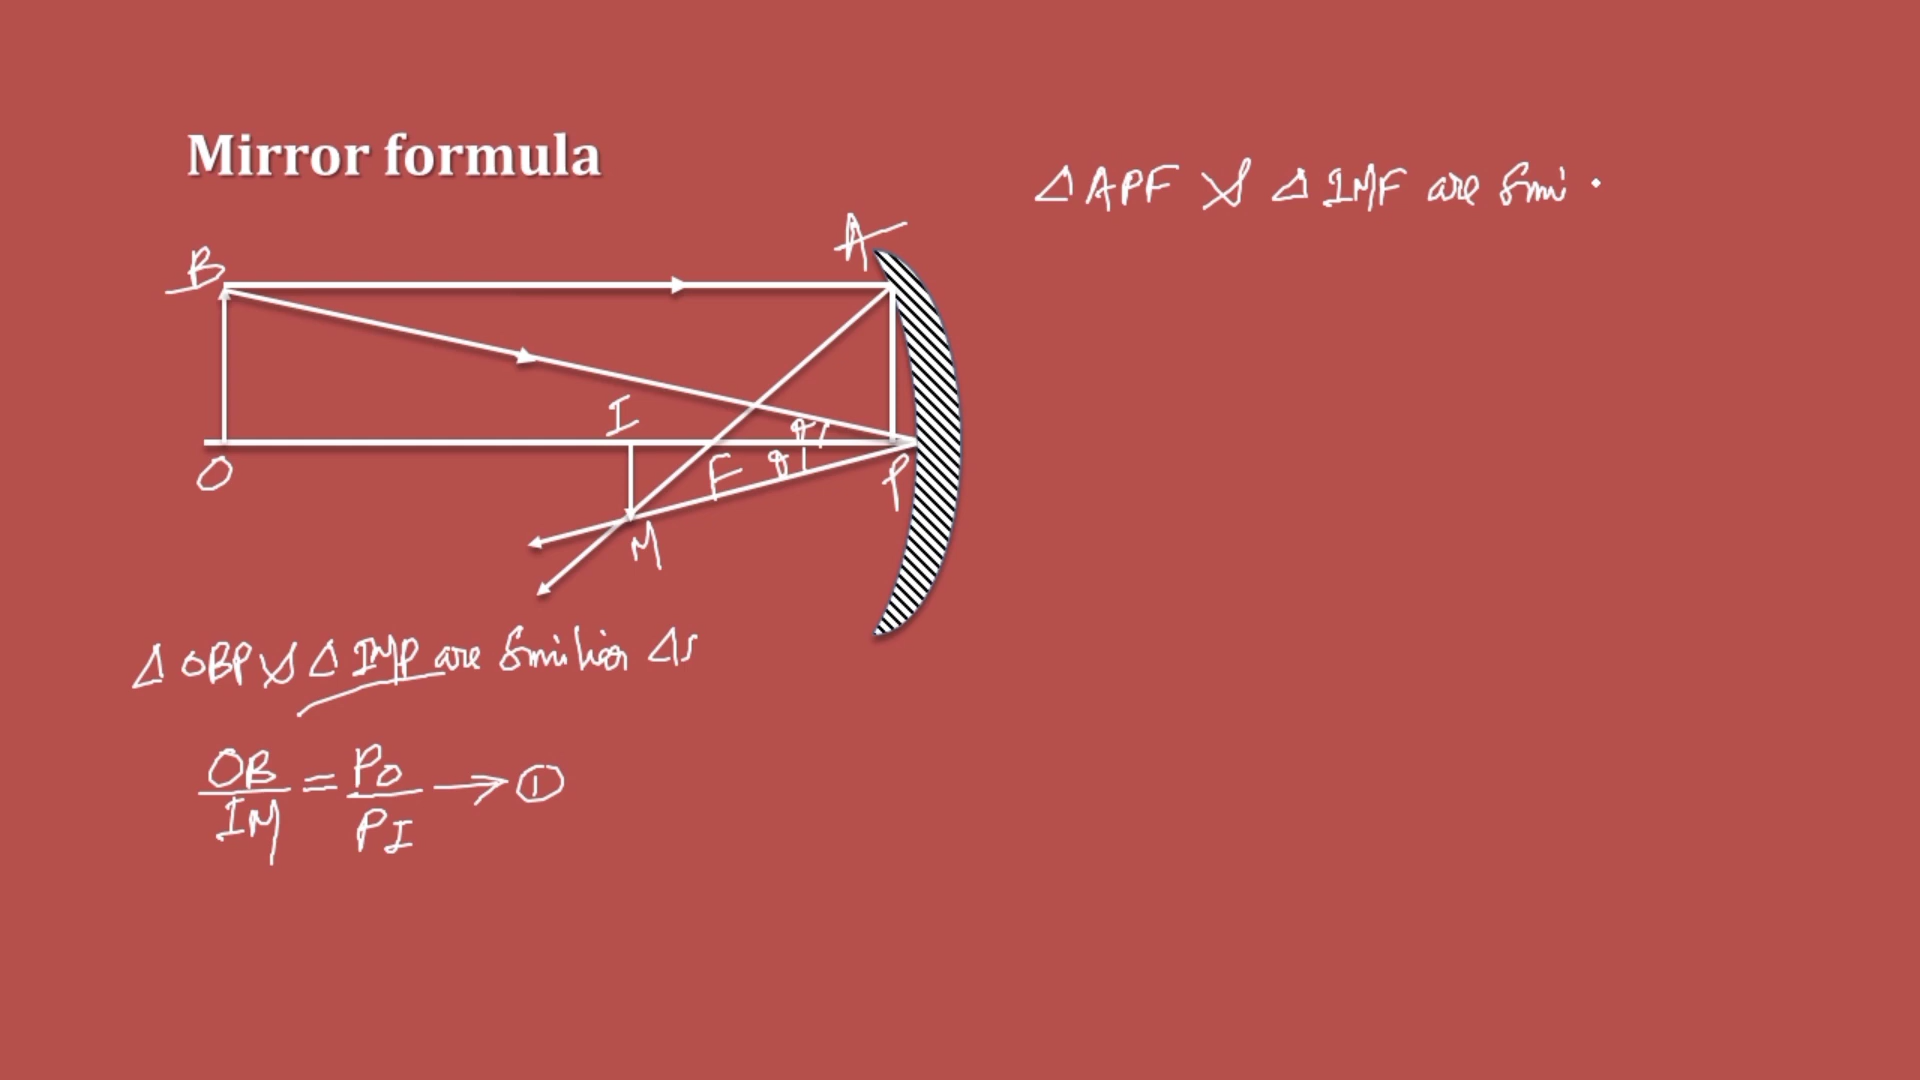 Mirror formula
Δ APF & Δ IMF are Simi
A
B
I
θ
θ
F
O
P
M
Δ OBP & Δ IMP are Similar Δs
OB/IM = PO/PI → ①